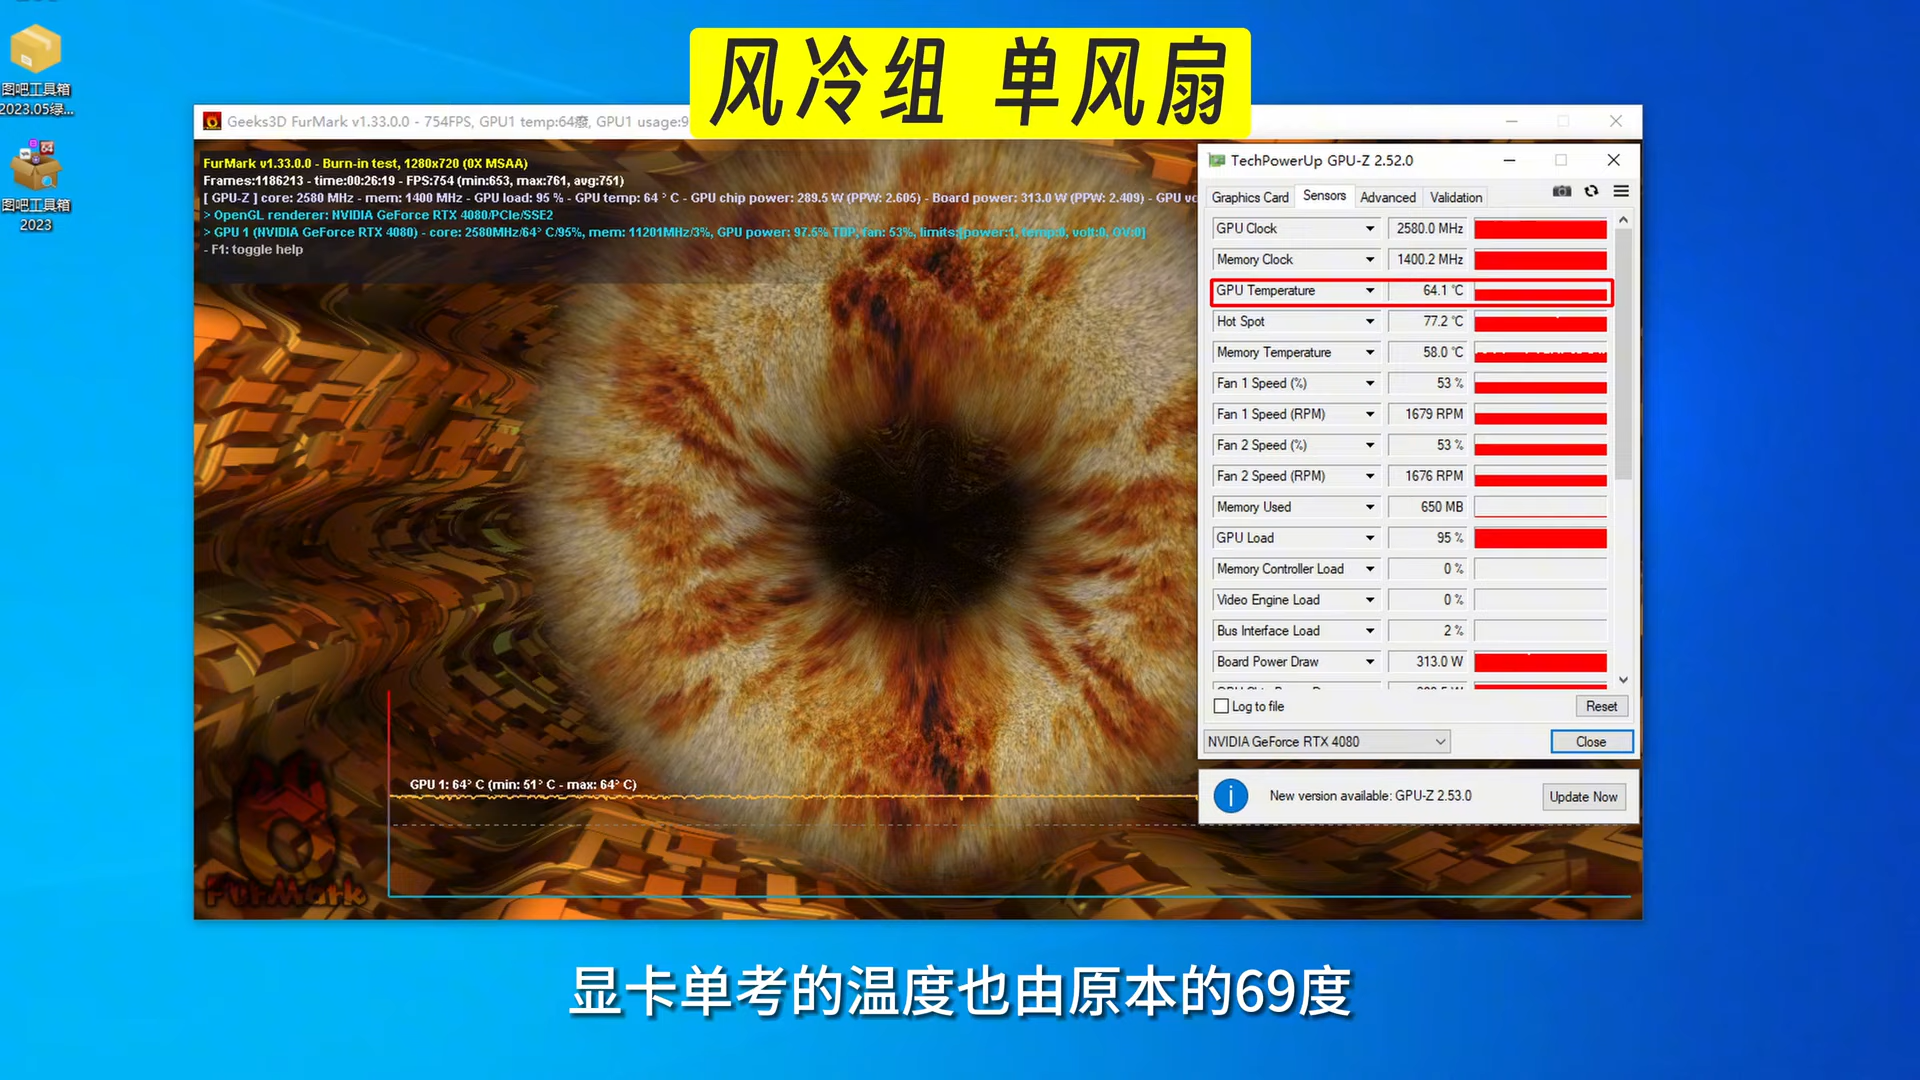 风冷组 单风扇
图吧工具箱
2023.05绿...
图吧工具箱
2023
Geeks3D FurMark v1.33.0.0 - 754FPS, GPU1 temp:64癈, GPU1 usage:9
FurMark v1.33.0.0 - Burn-in test, 1280x720 (0X MSAA)
Frames:1186213 - time:00:26:19 - FPS:754 (min:653, max:761, avg:751)
[ GPU-Z ] core: 2580 MHz - mem: 1400 MHz - GPU load: 95 % - GPU temp: 64 ° C - GPU chip power: 289.5 W (PPW: 2.605) - Board power: 313.0 W (PPW: 2.409) - GPU vo
> OpenGL renderer: NVIDIA GeForce RTX 4080/PCIe/SSE2
> GPU 1 (NVIDIA GeForce RTX 4080) - core: 2580MHz/64° C/95%, mem: 11201MHz/3%, GPU power: 97.5% TDP, fan: 53%, limits:[power:1, temp:0, volt:0, OV:0]
- F1: toggle help
TechPowerUp GPU-Z 2.52.0
Graphics Card Sensors Advanced Validation
GPU Clock 2580.0 MHz
Memory Clock 1400.2 MHz
GPU Temperature 64.1 °C
Hot Spot 77.2 °C
Memory Temperature 58.0 °C
Fan 1 Speed (%) 53 %
Fan 1 Speed (RPM) 1679 RPM
Fan 2 Speed (%) 53 %
Fan 2 Speed (RPM) 1676 RPM
Memory Used 650 MB
GPU Load 95 %
Memory Controller Load 0 %
Video Engine Load 0 %
Bus Interface Load 2 %
Board Power Draw 313.0 W
Log to file Reset
NVIDIA GeForce RTX 4080 Close
New version available: GPU-Z 2.53.0 Update Now
GPU 1: 64° C (min: 51° C - max: 64° C)
FurMark
显卡单考的温度也由原本的69度